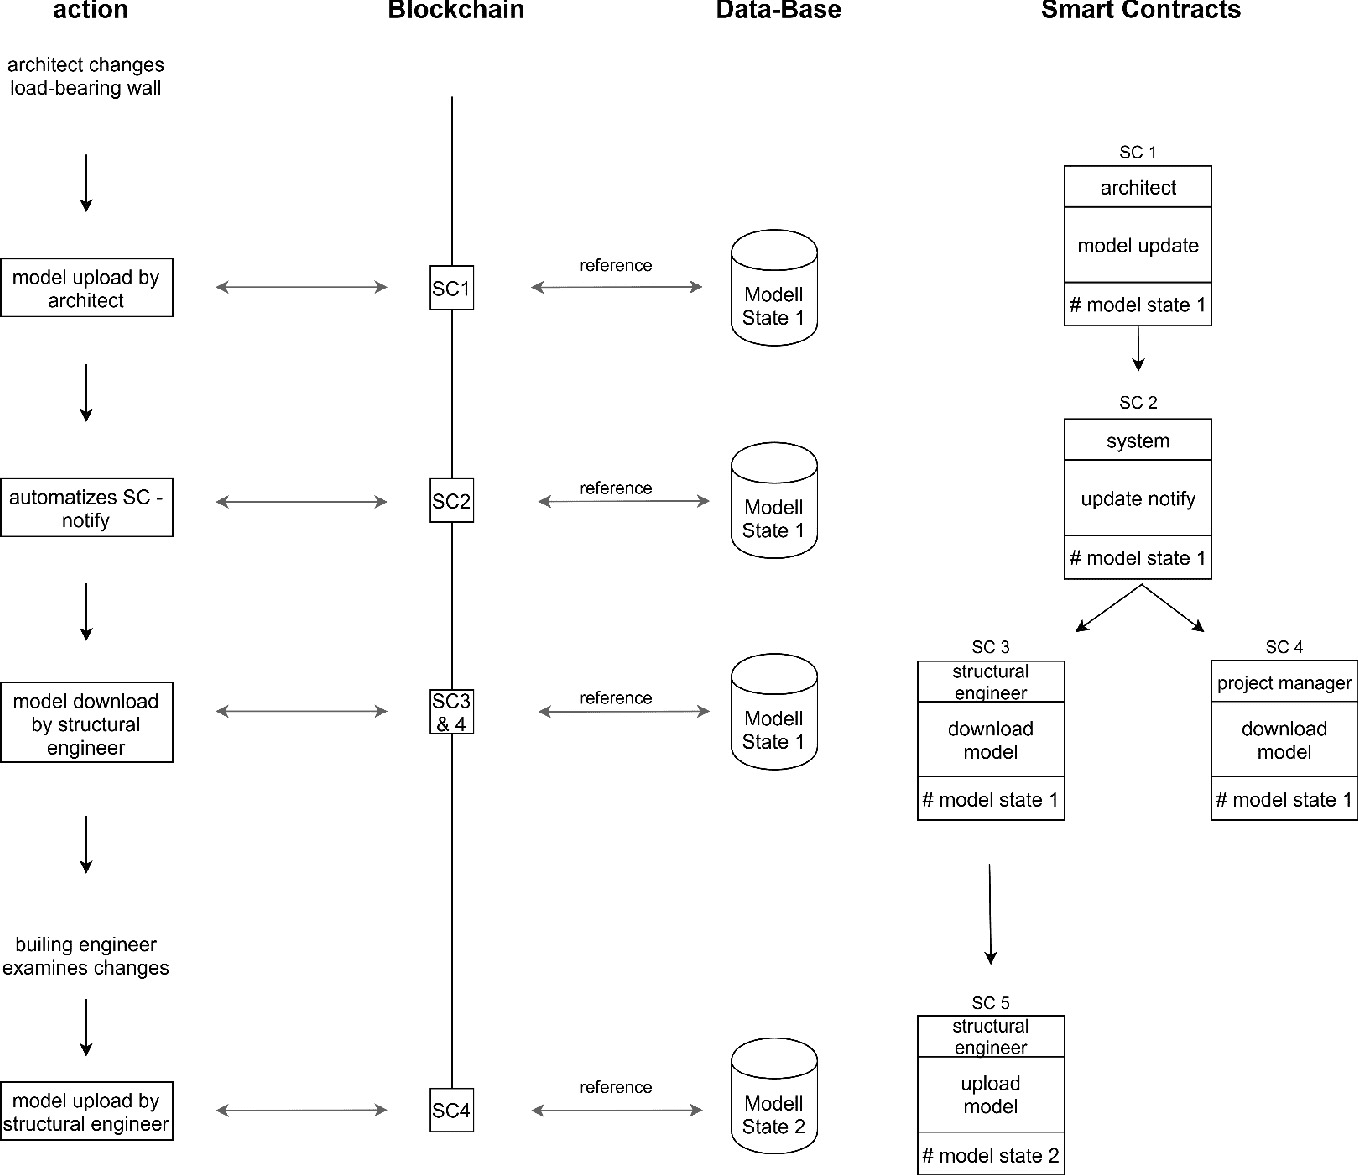 action
Blockchain
Data-Base
Smart Contracts
architect changes
load-bearing wall
SC 1
architect
model update
# model state 1
model upload by
architect
SC1
reference
Modell
State 1
SC 2
system
update notify
# model state 1
automatizes SC -
notify
SC2
reference
Modell
State 1
SC 3
structural
engineer
download
model
# model state 1
SC 4
project manager
download
model
# model state 1
model download
by structural
engineer
SC3
& 4
reference
Modell
State 1
builing engineer
examines changes
SC 5
structural
engineer
upload
model
# model state 2
model upload by
structural engineer
SC4
reference
Modell
State 2